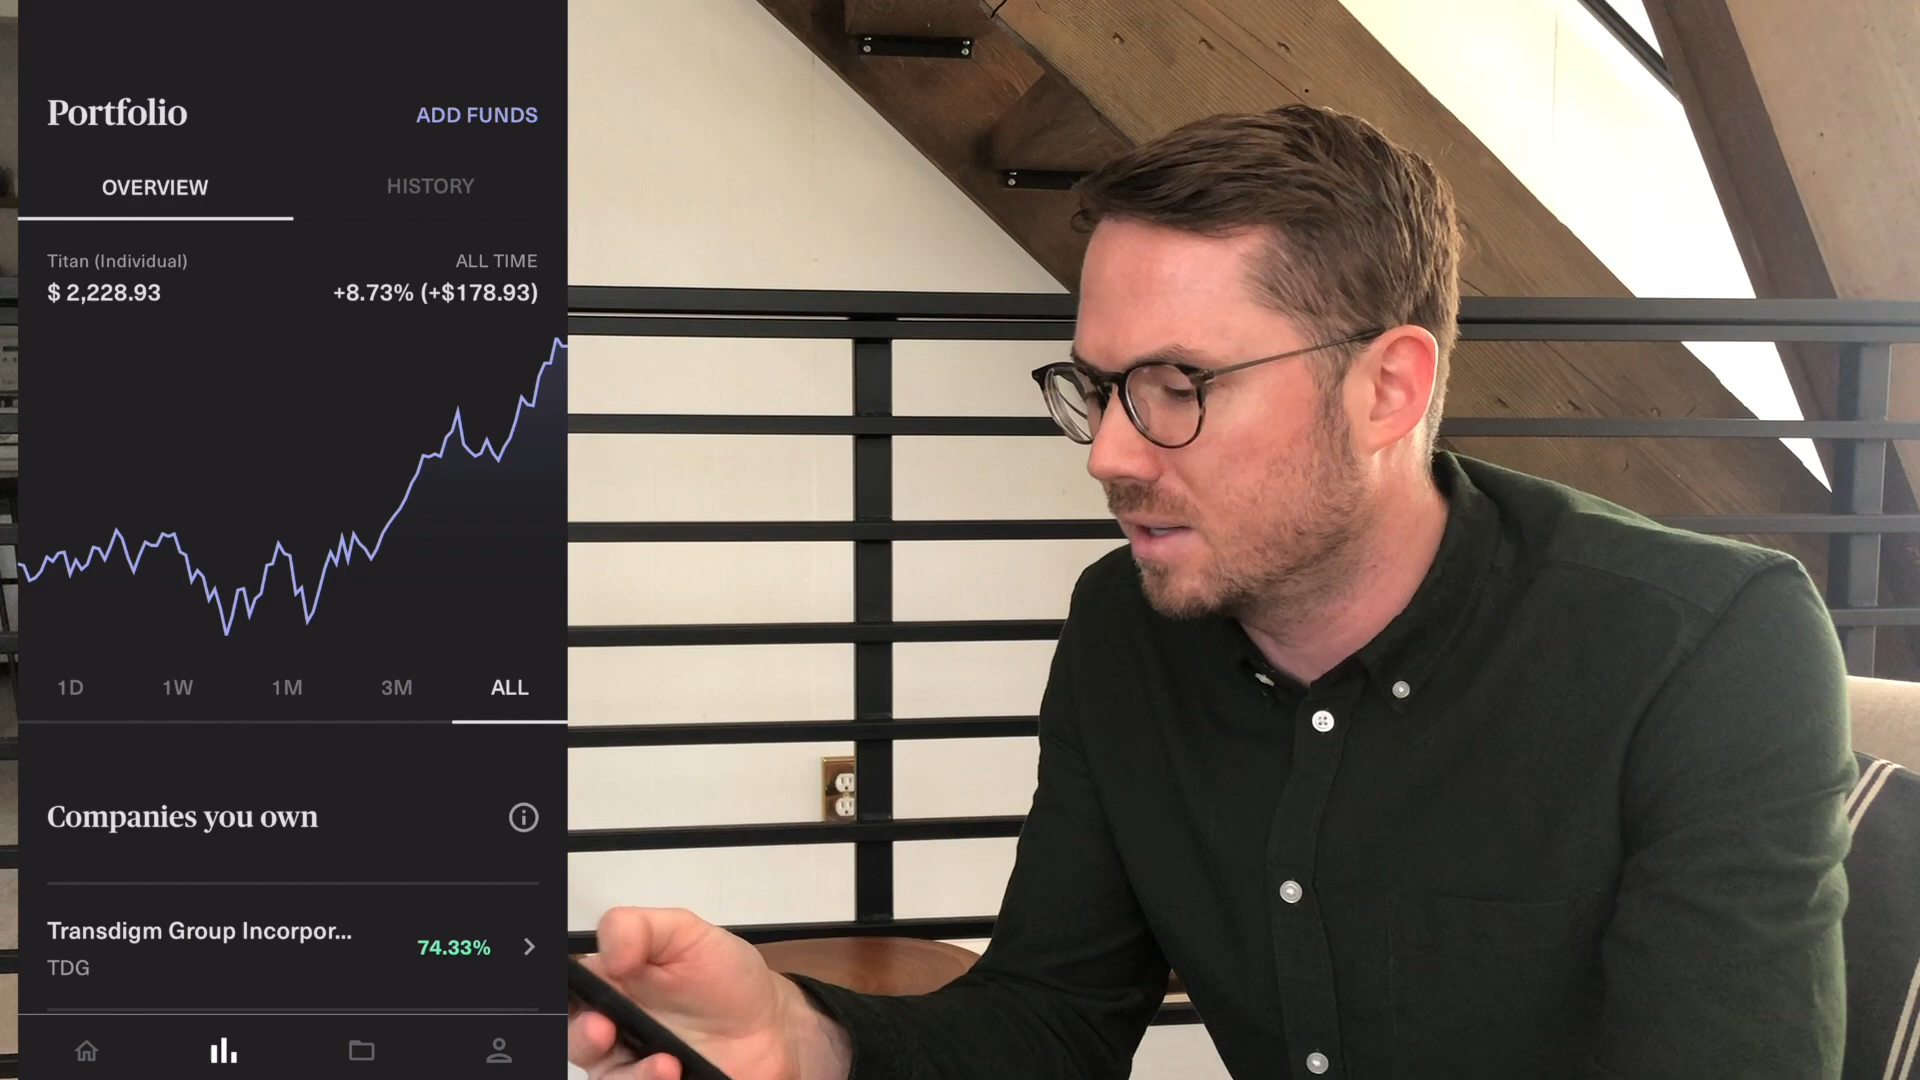 Portfolio
ADD FUNDS
OVERVIEW
HISTORY
Titan (Individual)
ALL TIME
$ 2,228.93
+8.73% (+$178.93)
1D
1W
1M
3M
ALL
Companies you own
Transdigm Group Incorpor...
74.33%
TDG